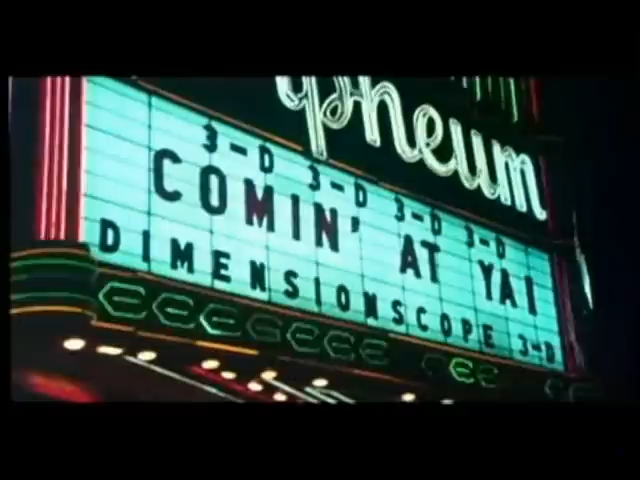 pheum
3-D 3-D 3-D 3-D
COMIN' AT YA!
DIMENSIONSCOPE 3-D